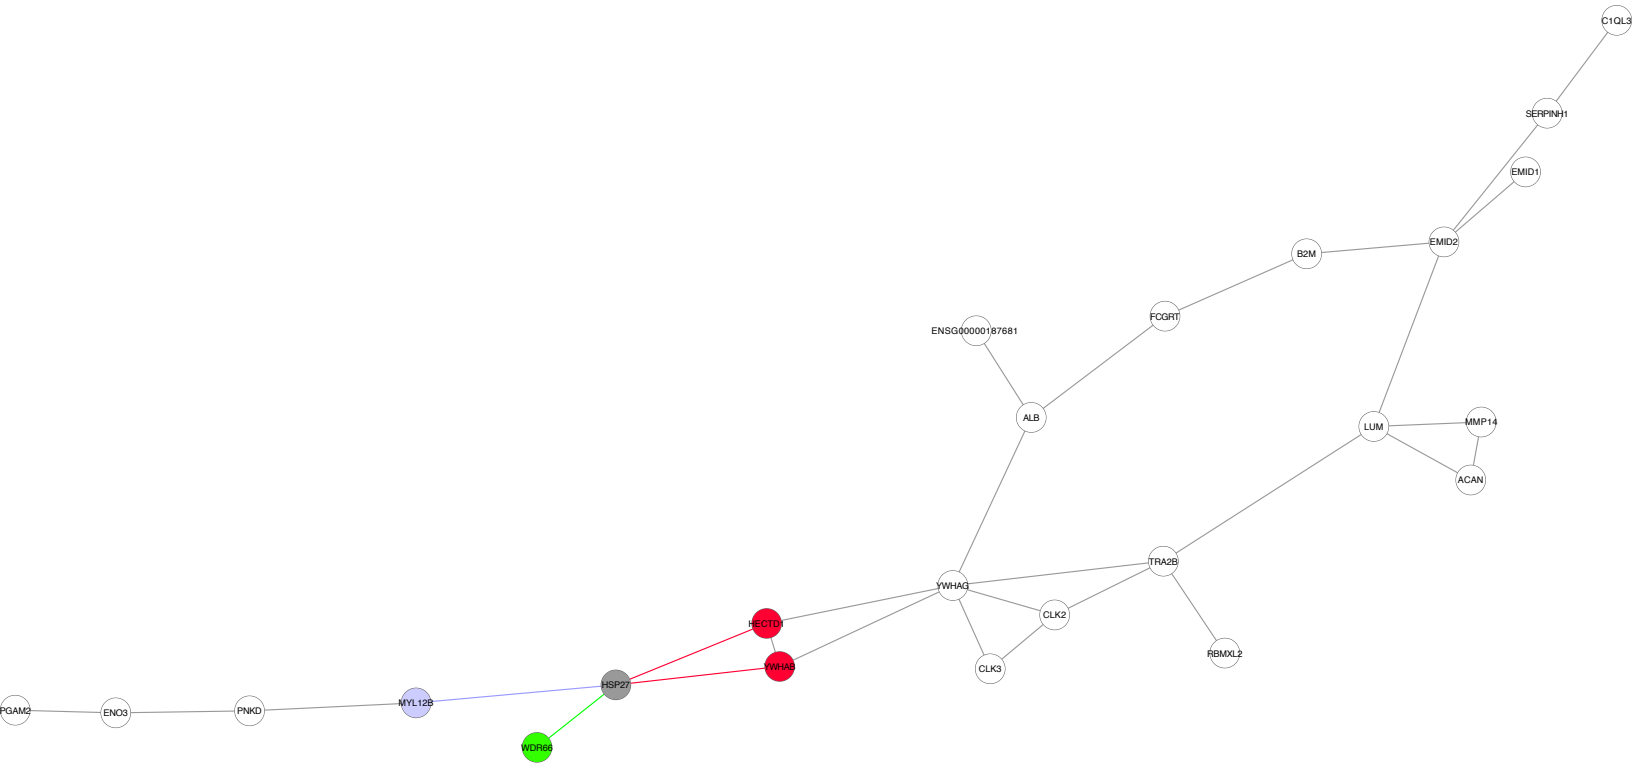 C1QL3
SERPINH1
EMID1
EMID2
B2M
FCGRT
ENSG00000187681
ALB
LUM
MMP14
ACAN
TRA2B
YWHAG
CLK2
HECTD1
RBMXL2
YWHAB
CLK3
HSP27
MYL12B
PGAM2
ENO3
PNKD
WDR66